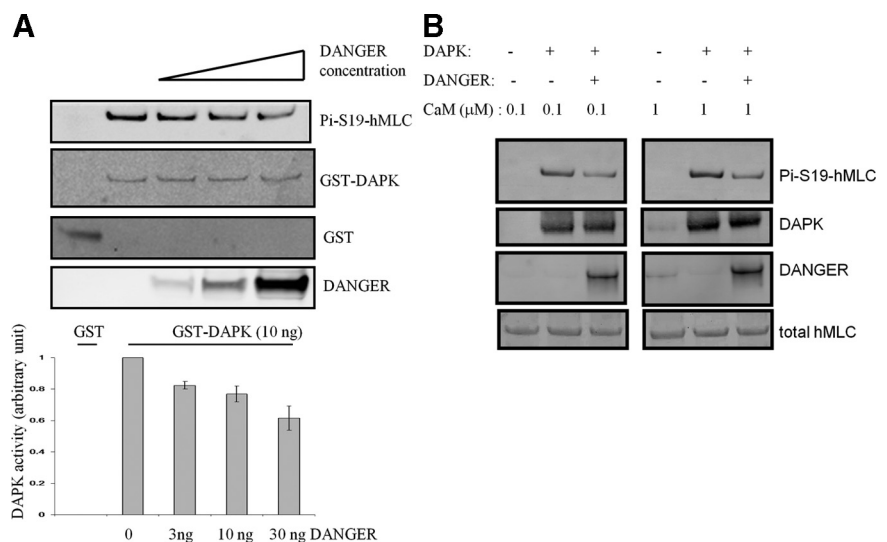 A
DANGER
concentration
Pi-S19-hMLC
GST-DAPK
GST
DANGER
GST GST-DAPK (10 ng)
DAPK activity (arbitrary unit)
1
0.8
0.6
0.4
0.2
0
0 3ng 10 ng 30 ng DANGER
B
DAPK: - + + - + +
DANGER: - - + - - +
CaM (μM) : 0.1 0.1 0.1 1 1 1
Pi-S19-hMLC
DAPK
DANGER
total hMLC